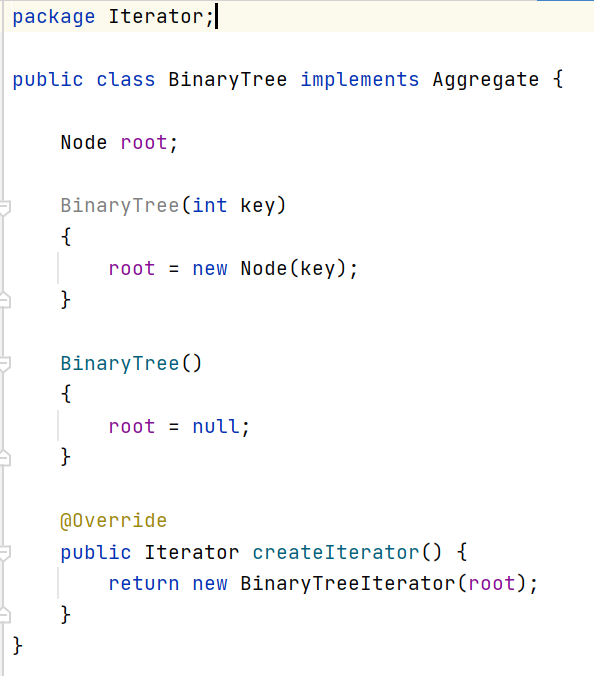 package Iterator;
public class BinaryTree implements Aggregate {
Node root;
BinaryTree(int key)
{
root = new Node(key);
}
BinaryTree()
{
root = null;
}
@Override
public Iterator createIterator() {
return new BinaryTreeIterator(root);
}
}